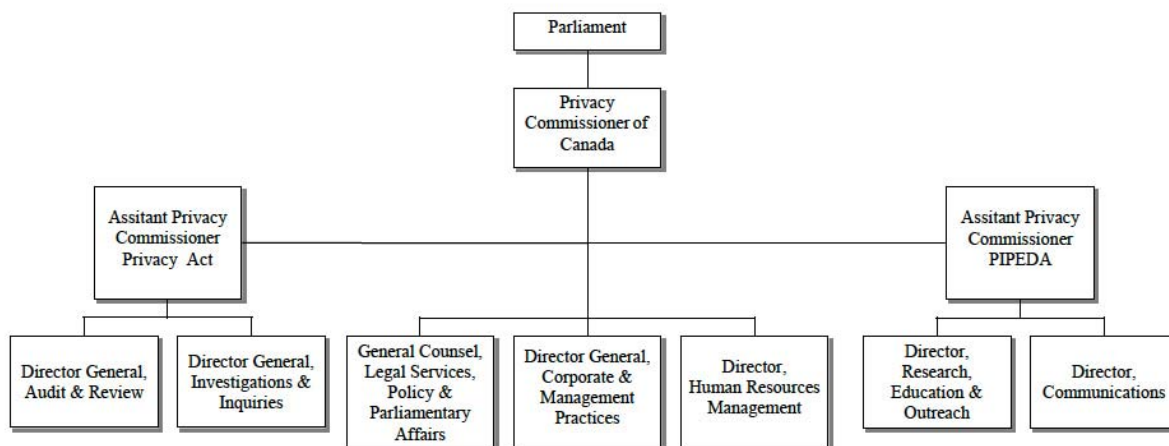 Parliament
Privacy
Commissioner of
Canada
Assitant Privacy
Commissioner
Privacy Act
Assitant Privacy
Commissioner
PIPEDA
Director General,
Audit & Review
Director General,
Investigations &
Inquiries
General Counsel,
Legal Services,
Policy &
Parliamentary
Affairs
Director General,
Corporate &
Management
Practices
Director,
Human Resources
Management
Director,
Research,
Education &
Outreach
Director,
Communications